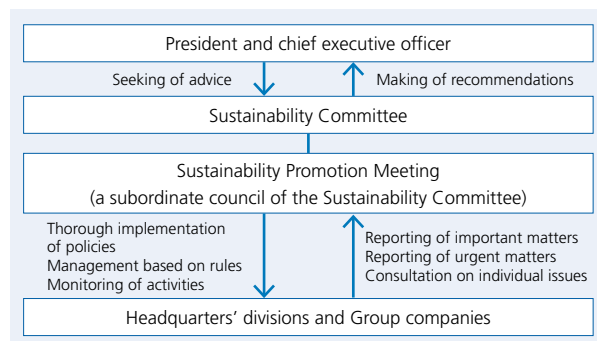 President and chief executive officer
Seeking of advice
Making of recommendations
Sustainability Committee
Sustainability Promotion Meeting
(a subordinate council of the Sustainability Committee)
Thorough implementation
of policies
Management based on rules
Monitoring of activities
Reporting of important matters
Reporting of urgent matters
Consultation on individual issues
Headquarters’ divisions and Group companies